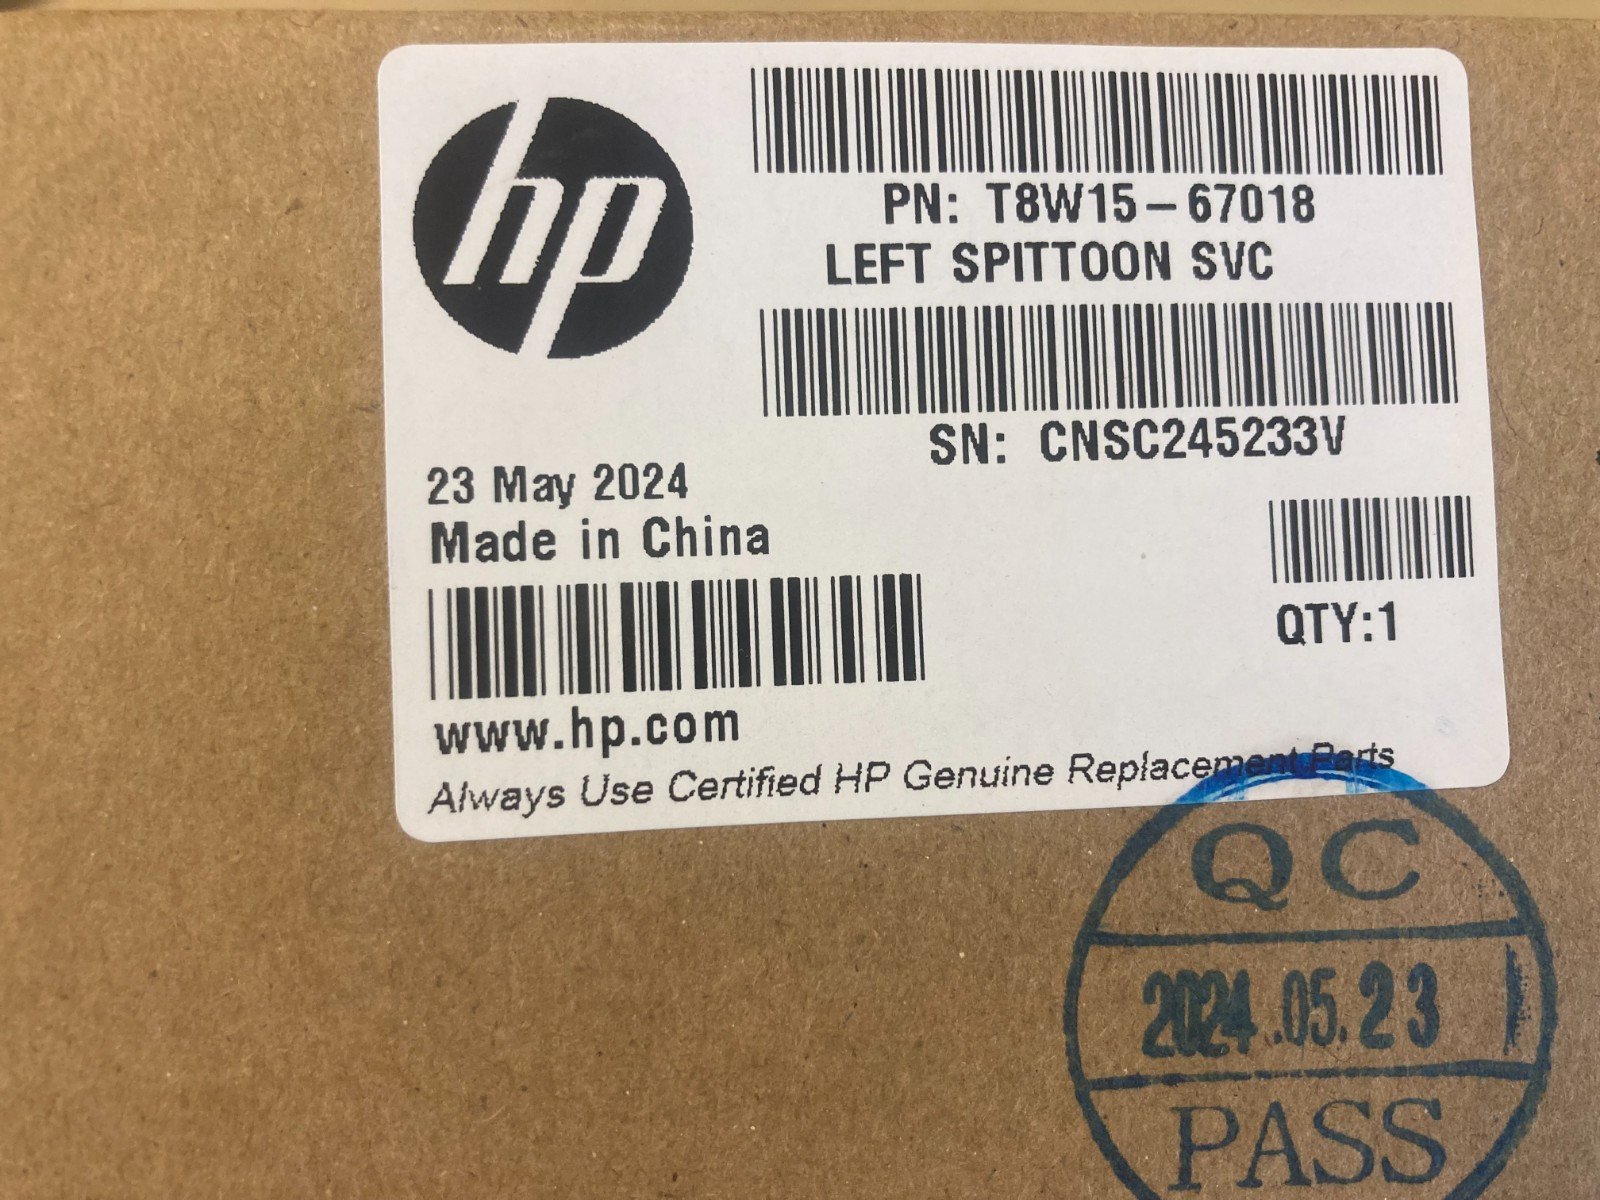 hp
PN: T8W15-67018
LEFT SPITTOON SVC
SN: CNSC245233V
23 May 2024
Made in China
QTY:1
www.hp.com
Always Use Certified HP Genuine Replacement Parts
QC
2024.05.23
PASS